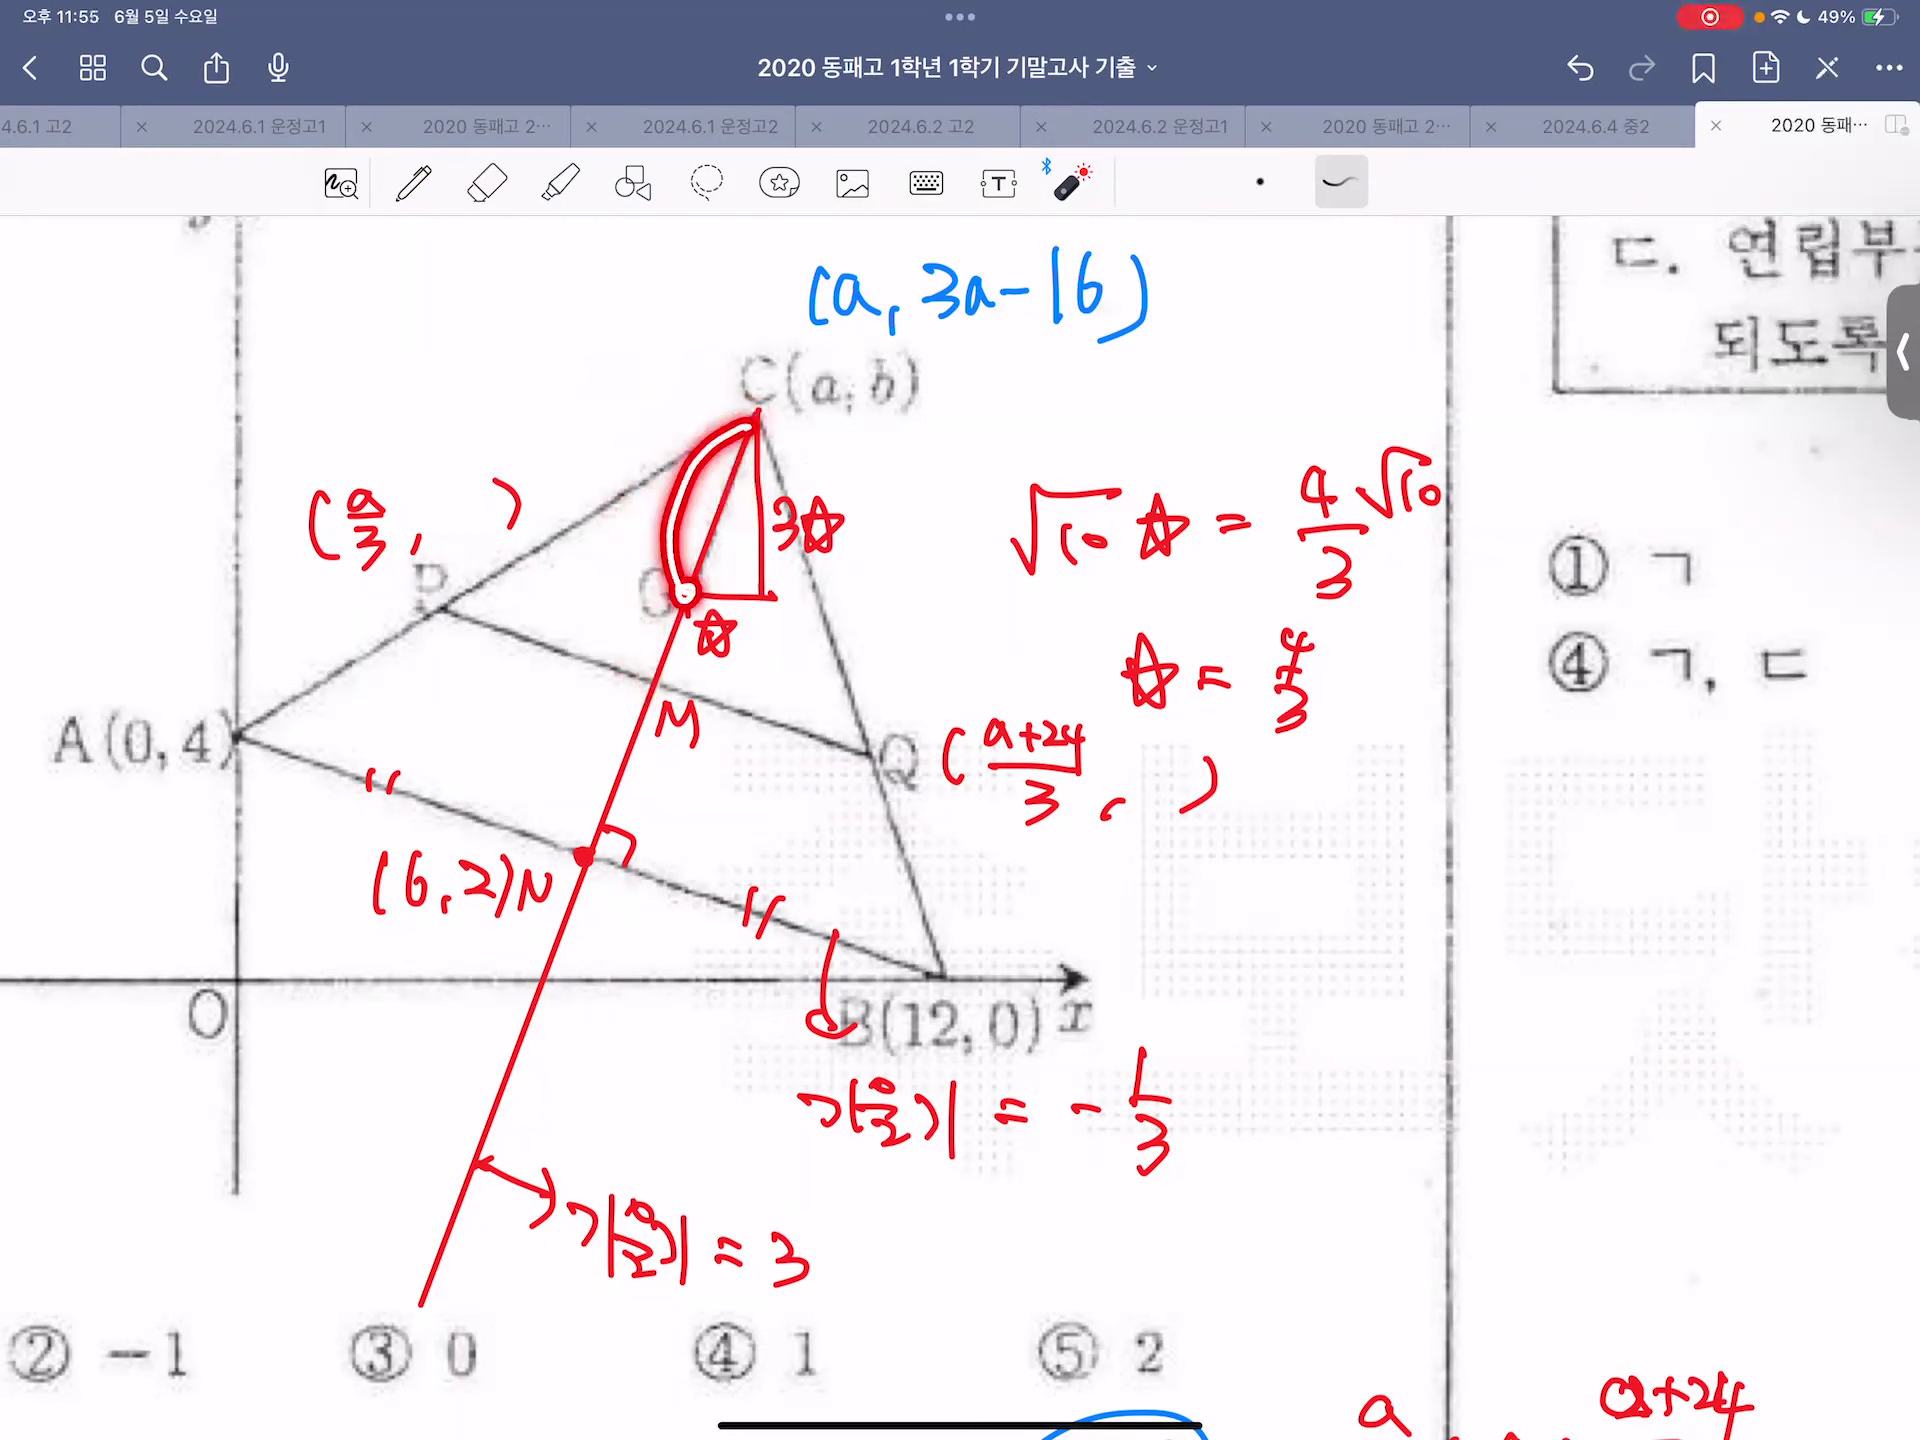 오후 11:55 6월 5일 수요일
49%
2020 동패고 1학년 1학기 기말고사 기출
4.6.1 고2
2024.6.1 운정고1
2020 동패고 2…
2024.6.1 운정고2
2024.6.2 고2
2024.6.2 운정고1
2020 동패고 2…
2024.6.4 중2
2020 동패…
ㄷ. 연립부
되도록
(a, 3a-16)
C(a, b)
(a/3, )
P
G
3☆
☆
√10 ☆ = 4/3 √10
☆ = 4/3
① ㄱ
④ ㄱ, ㄷ
M
A(0, 4)
Q
(a+24/3, )
(6, 2) N
O
B(12, 0)
x
기울기 = -1/3
기울기 = 3
② -1
③ 0
④ 1
⑤ 2
a
a+24